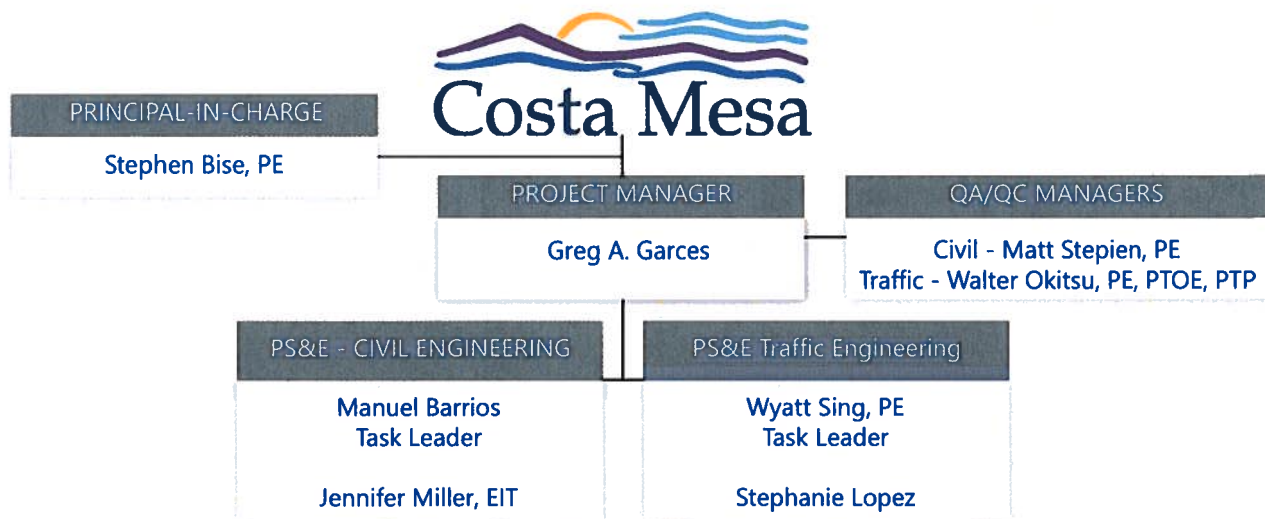 Costa Mesa
PRINCIPAL-IN-CHARGE
Stephen Bise, PE
PROJECT MANAGER
Greg A. Garces
QA/QC MANAGERS
Civil - Matt Stepien, PE
Traffic - Walter Okitsu, PE, PTOE, PTP
PS&E - CIVIL ENGINEERING
Manuel Barrios
Task Leader
Jennifer Miller, EIT
PS&E Traffic Engineering
Wyatt Sing, PE
Task Leader
Stephanie Lopez